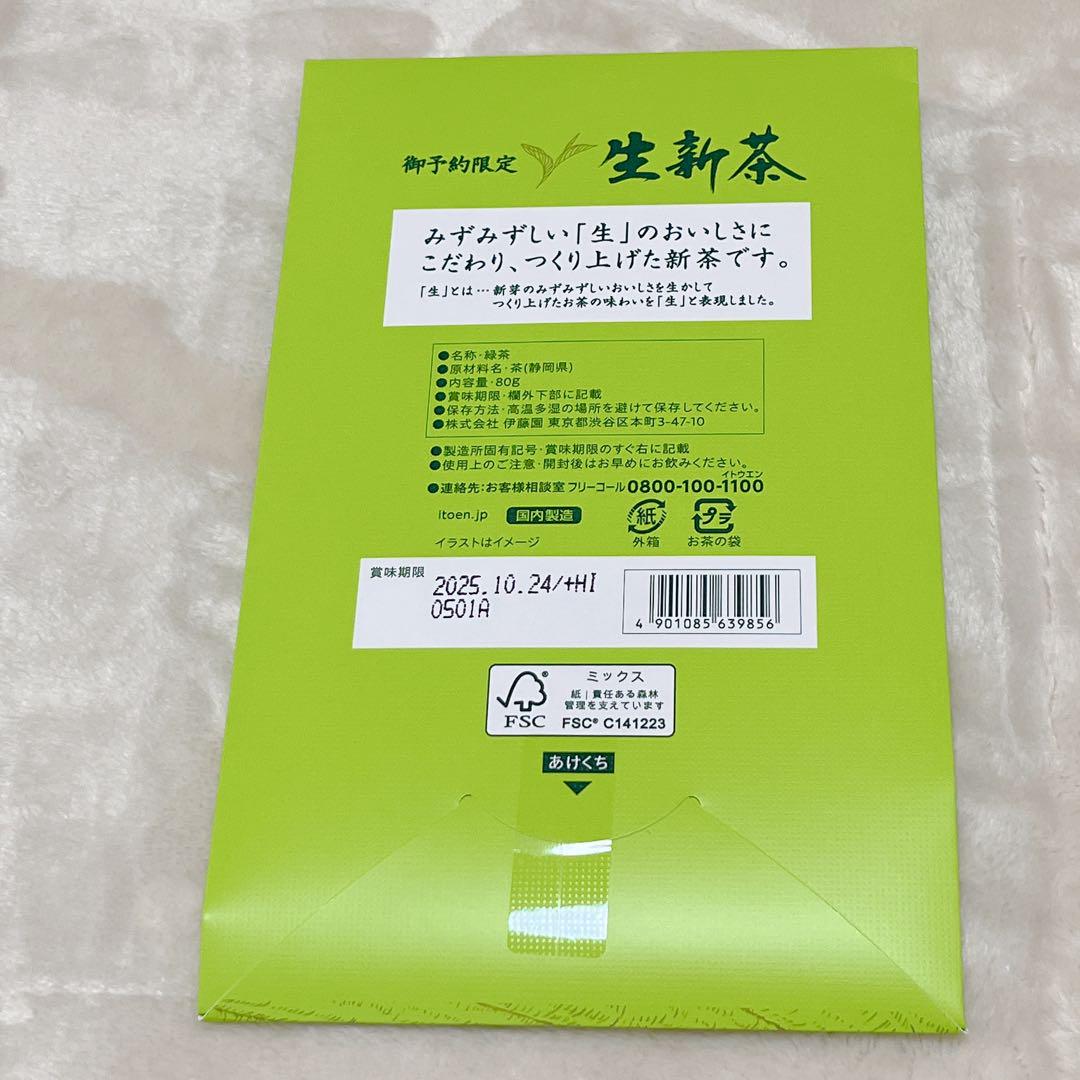 御予約限定 生新茶
みずみずしい「生」のおいしさに
こだわり、つくり上げた新茶です。
「生」とは…新芽のみずみずしいおいしさを生かして
つくり上げたお茶の味わいを「生」と表現しました。
●名称・緑茶
●原材料名・茶(静岡県)
●内容量・80g
●賞味期限・欄外下部に記載
●保存方法・高温多湿の場所を避けて保存してください。
●株式会社 伊藤園 東京都渋谷区本町3-47-10
●製造所固有記号・賞味期限のすぐ右に記載
●使用上のご注意・開封後はお早めにお飲みください。
イトウエン
●連絡先:お客様相談室 フリーコール0800-100-1100
itoen.jp 国内製造 紙 プラ
外箱 お茶の袋
イラストはイメージ
賞味期限 2025.10.24/+HI
0501A
4 901085 639856
ミックス
紙|責任ある森林
管理を支えています
FSC FSC® C141223
あけくち